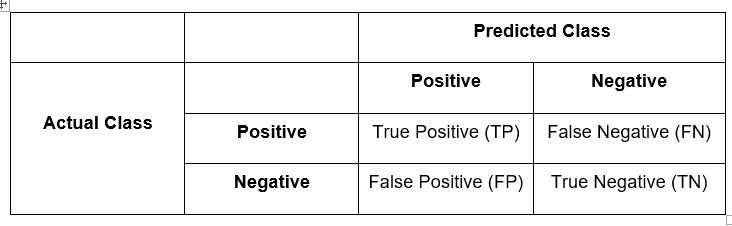 Predicted Class
Positive Negative
Actual Class
Positive True Positive (TP) False Negative (FN)
Negative False Positive (FP) True Negative (TN)